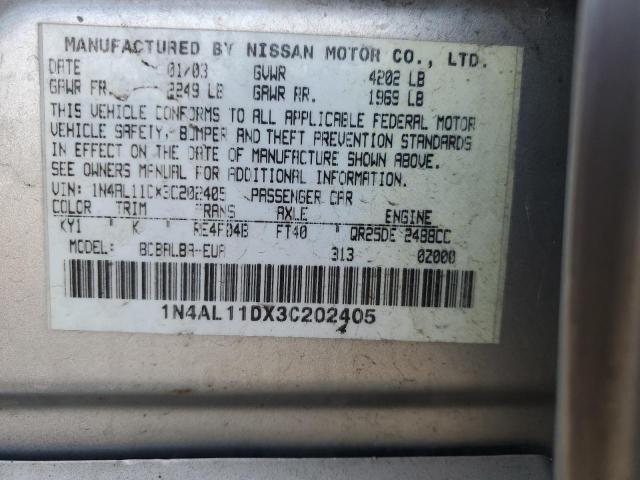 MANUFACTURED BY NISSAN MOTOR CO., LTD.
DATE 01/03 GVWR 4202 LB
GAWR FR. 2249 LB GAWR RR. 1969 LB
THIS VEHICLE CONFORMS TO ALL APPLICABLE FEDERAL MOTOR
VEHICLE SAFETY, BUMPER AND THEFT PREVENTION STANDARDS
IN EFFECT ON THE DATE OF MANUFACTURE SHOWN ABOVE.
SEE OWNERS MANUAL FOR ADDITIONAL INFORMATION.
VIN: 1N4AL11DX3C202405 PASSENGER CAR
COLOR TRIM TRANS AXLE ENGINE
KY1 K RE4F04B FT40 QR25DE 2488CC
MODEL: 313 0Z000
1N4AL11DX3C202405